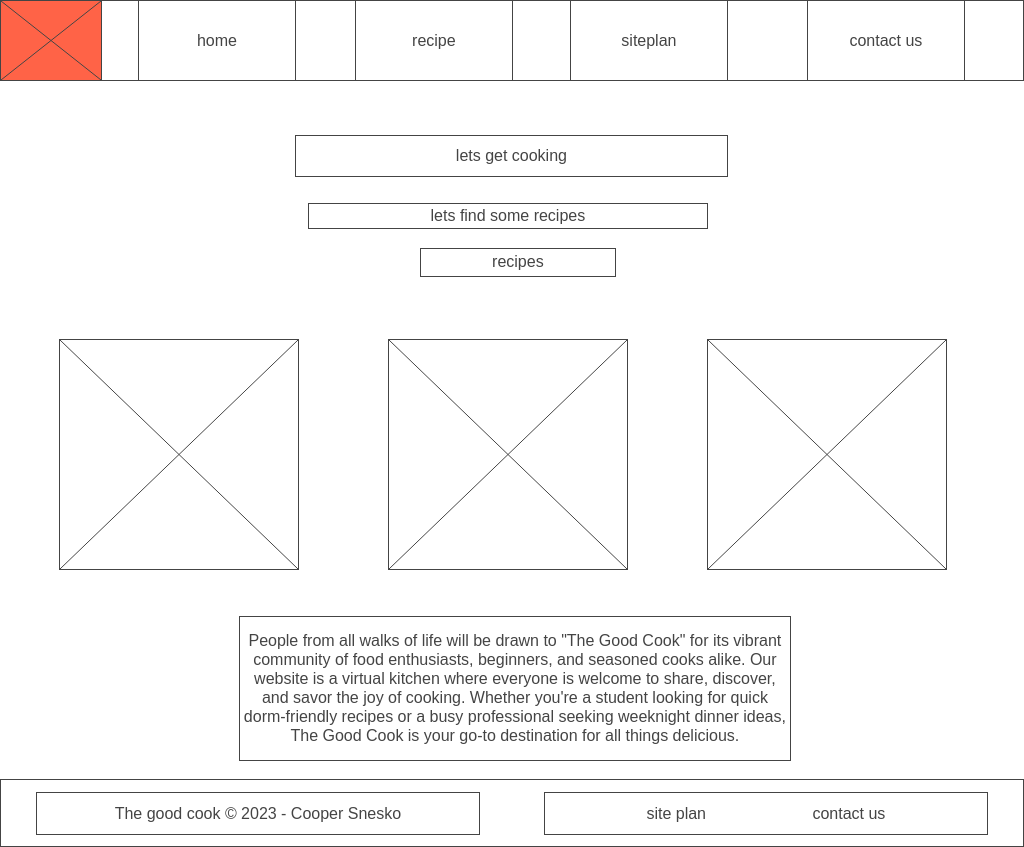 home
recipe
siteplan
contact us
lets get cooking
lets find some recipes
recipes
People from all walks of life will be drawn to "The Good Cook" for its vibrant
community of food enthusiasts, beginners, and seasoned cooks alike. Our
website is a virtual kitchen where everyone is welcome to share, discover,
and savor the joy of cooking. Whether you're a student looking for quick
dorm-friendly recipes or a busy professional seeking weeknight dinner ideas,
The Good Cook is your go-to destination for all things delicious.
The good cook © 2023 - Cooper Snesko
site plan
contact us